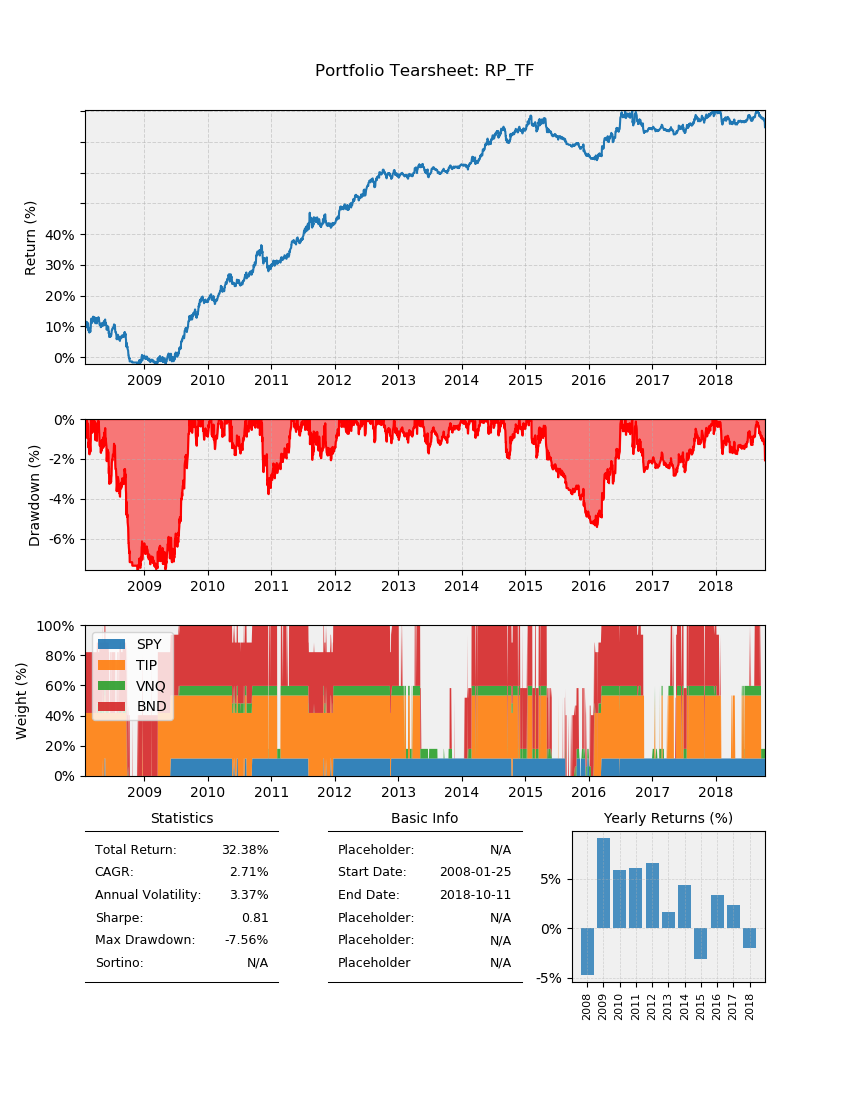 Portfolio Tearsheet: RP_TF
Return (%)
40%
30%
20%
10%
0%
2009 2010 2011 2012 2013 2014 2015 2016 2017 2018
Drawdown (%)
0%
-2%
-4%
-6%
2009 2010 2011 2012 2013 2014 2015 2016 2017 2018
Weight (%)
100%
80%
60%
40%
20%
0%
SPY
TIP
VNQ
BND
2009 2010 2011 2012 2013 2014 2015 2016 2017 2018
Statistics
Total Return: 32.38%
CAGR: 2.71%
Annual Volatility: 3.37%
Sharpe: 0.81
Max Drawdown: -7.56%
Sortino: N/A
Basic Info
Placeholder: N/A
Start Date: 2008-01-25
End Date: 2018-10-11
Placeholder: N/A
Placeholder: N/A
Placeholder N/A
Yearly Returns (%)
5%
0%
-5%
2008 2009 2010 2011 2012 2013 2014 2015 2016 2017 2018